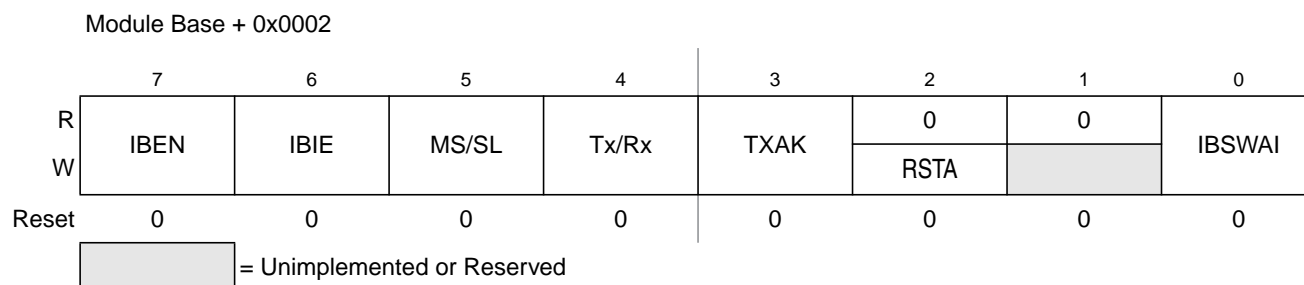 Module Base + 0x0002
7 6 5 4 3 2 1 0
R IBEN IBIE MS/SL Tx/Rx TXAK 0 0 IBSWAI
W RSTA
Reset 0 0 0 0 0 0 0 0
= Unimplemented or Reserved